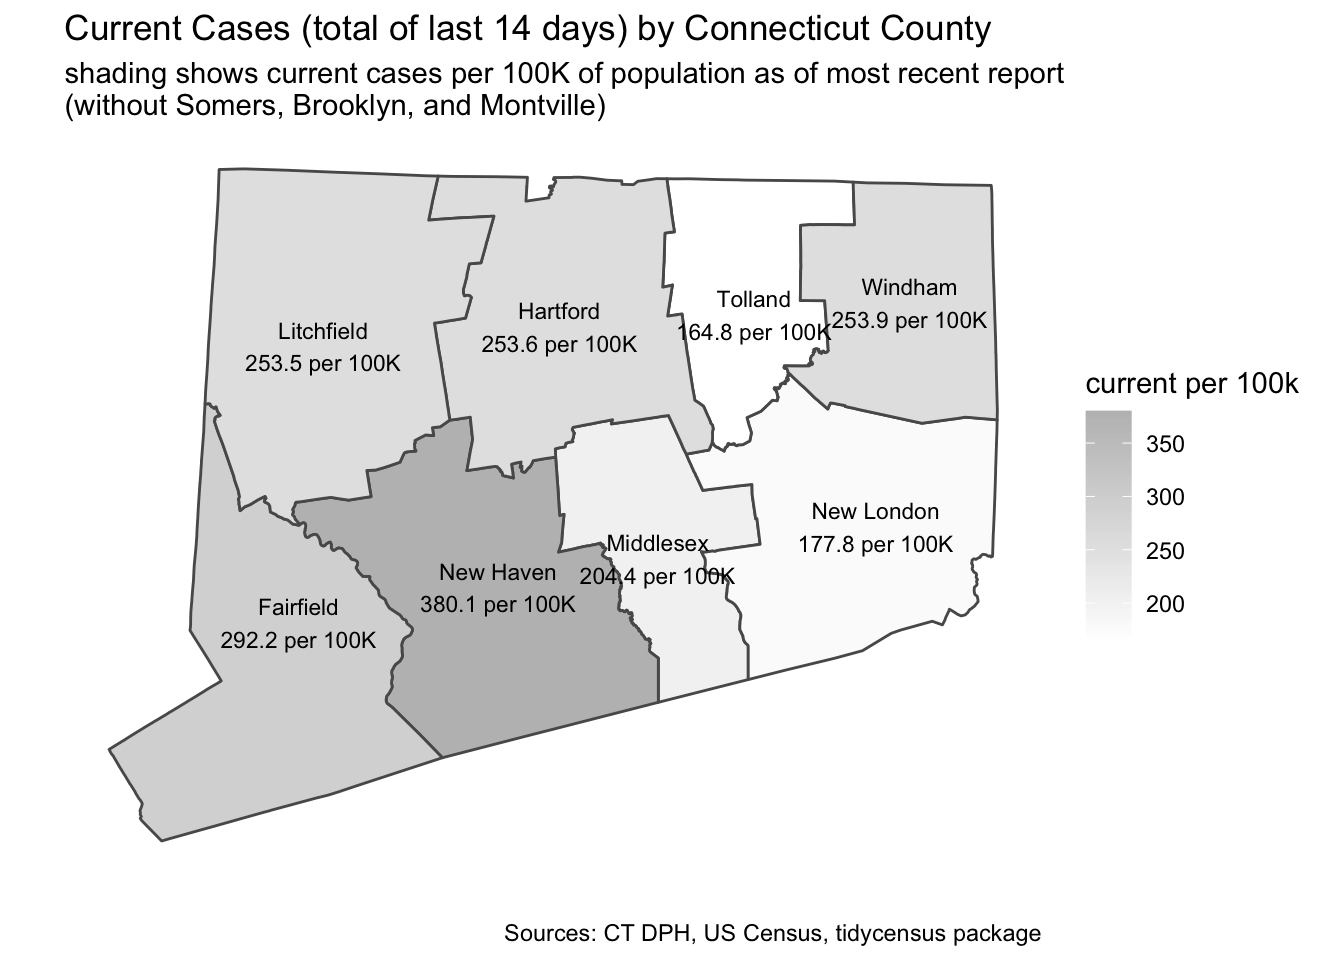 Current Cases (total of last 14 days) by Connecticut County
shading shows current cases per 100K of population as of most recent report
(without Somers, Brooklyn, and Montville)
Litchfield
253.5 per 100K
Hartford
253.6 per 100K
Tolland
164.8 per 100K
Windham
253.9 per 100K
Fairfield
292.2 per 100K
New Haven
380.1 per 100K
Middlesex
204.4 per 100K
New London
177.8 per 100K
current per 100k
350
300
250
200
Sources: CT DPH, US Census, tidycensus package